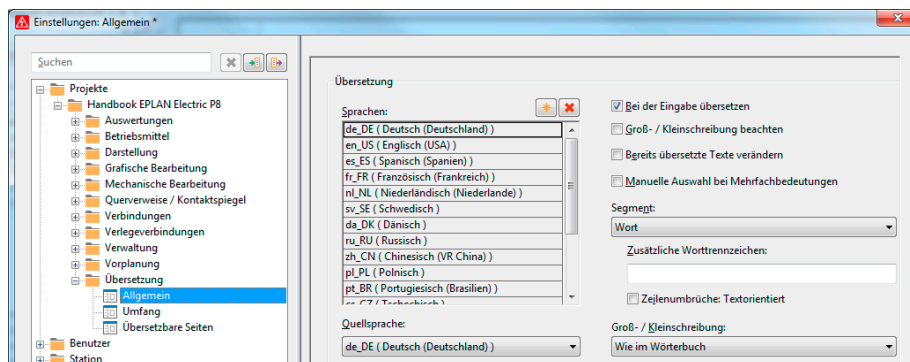 Einstellungen: Allgemein *
Suchen
Projekte
Handbook EPLAN Electric P8
Auswertungen
Betriebsmittel
Darstellung
Grafische Bearbeitung
Mechanische Bearbeitung
Querverweise / Kontaktspiegel
Verbindungen
Verlegeverbindungen
Verwaltung
Vorplanung
Übersetzung
Allgemein
Umfang
Übersetzbare Seiten
Benutzer
Station
Übersetzung
Sprachen:
de_DE ( Deutsch (Deutschland) )
en_US ( Englisch (USA) )
es_ES ( Spanisch (Spanien) )
fr_FR ( Französisch (Frankreich) )
nl_NL ( Niederländisch (Niederlande) )
sv_SE ( Schwedisch )
da_DK ( Dänisch )
ru_RU ( Russisch )
zh_CN ( Chinesisch (VR China) )
pl_PL ( Polnisch )
pt_BR ( Portugiesisch (Brasilien) )
cs_CZ ( Tschechisch )
Quellsprache:
de_DE ( Deutsch (Deutschland) )
Bei der Eingabe übersetzen
Groß- / Kleinschreibung beachten
Bereits übersetzte Texte verändern
Manuelle Auswahl bei Mehrfachbedeutungen
Segment:
Wort
Zusätzliche Worttrennzeichen:
Zeilenumbrüche: Textorientiert
Groß- / Kleinschreibung:
Wie im Wörterbuch